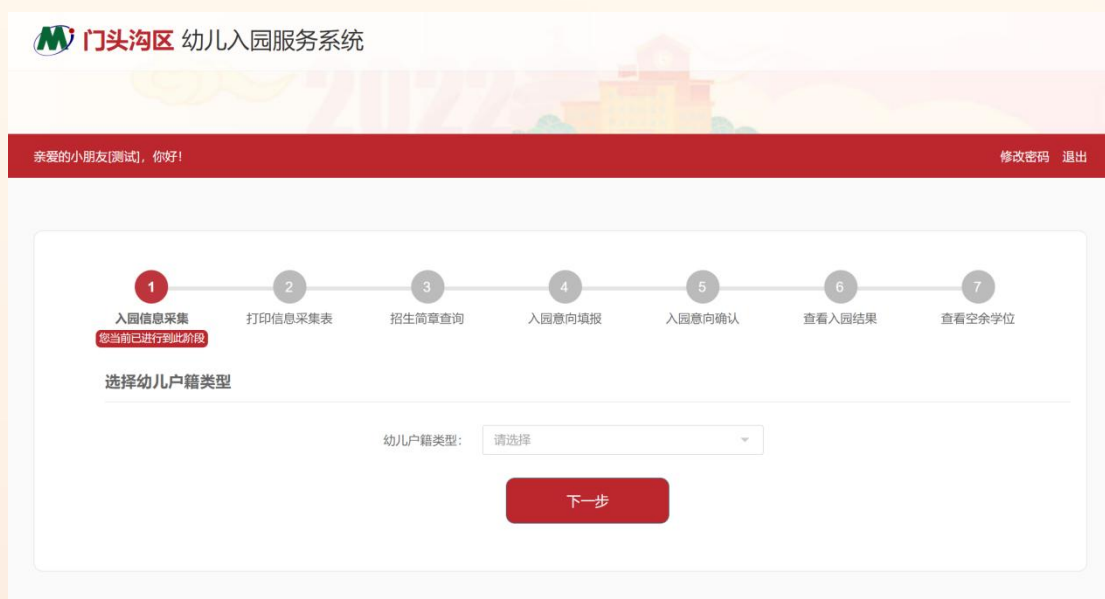 门头沟区 幼儿入园服务系统
2022
亲爱的小朋友[测试]，你好！ 修改密码 退出
1 2 3 4 5 6 7
入园信息采集 打印信息采集表 招生简章查询 入园意向填报 入园意向确认 查看入园结果 查看空余学位
您当前已进行到此阶段
选择幼儿户籍类型
幼儿户籍类型： 请选择
下一步